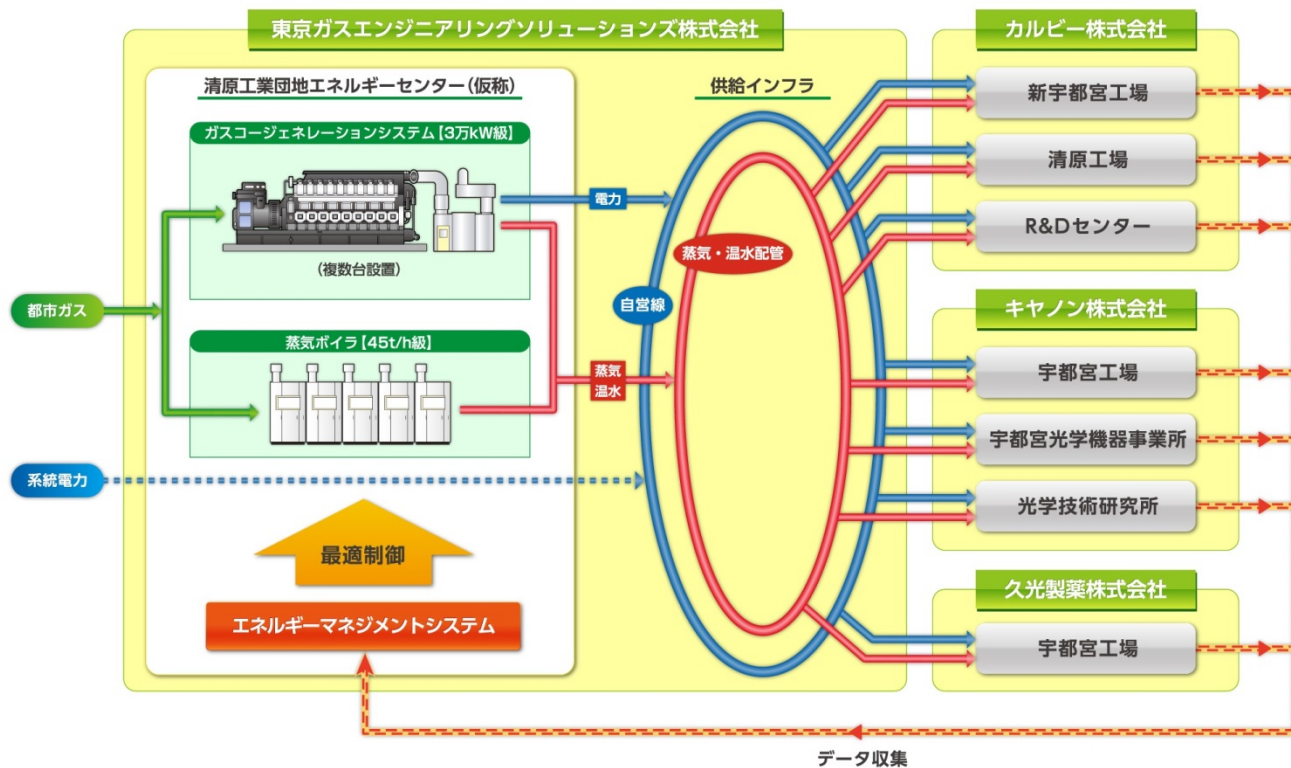 東京ガスエンジニアリングソリューションズ株式会社
清原工業団地エネルギーセンター(仮称)
ガスコージェネレーションシステム【3万kW級】
(複数台設置)
都市ガス
蒸気ボイラ【45t/h級】
系統電力
最適制御
エネルギーマネジメントシステム
電力
蒸気
温水
供給インフラ
蒸気・温水配管
自営線
カルビー株式会社
新宇都宮工場
清原工場
R&Dセンター
キヤノン株式会社
宇都宮工場
宇都宮光学機器事業所
光学技術研究所
久光製薬株式会社
宇都宮工場
データ収集